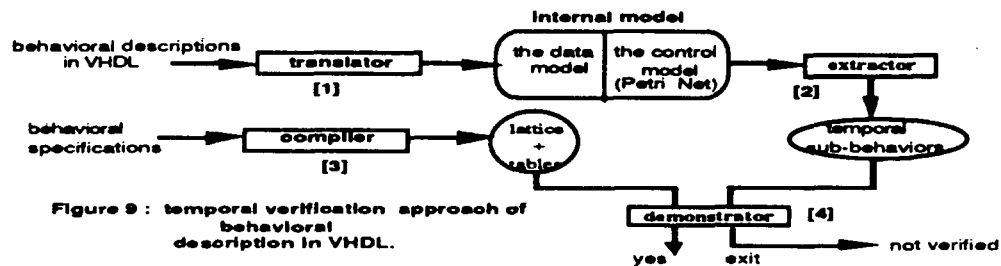 Internal model
behavioral descriptions
in VHDL
translator
[1]
the data
model
the control
model
(Petri Net)
extractor
[2]
behavioral
specifications
compiler
[3]
lattice
+
tables
temporal
sub-behaviors
Figure 9 : temporal verification approach of
behavioral
description in VHDL.
demonstrator
[4]
yes
exit
not verified